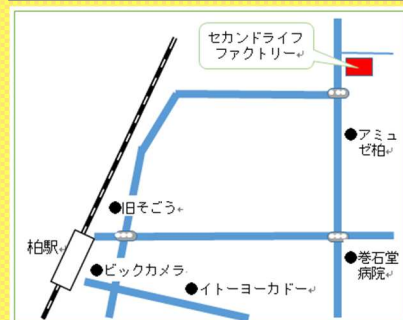 セカンドライフ
ファクトリー↵
●アミュ
ゼ柏↵
●旧そごう↵
柏駅↵
●ビックカメラ
●巻石堂
病院↵
●イトーヨーカドー↵